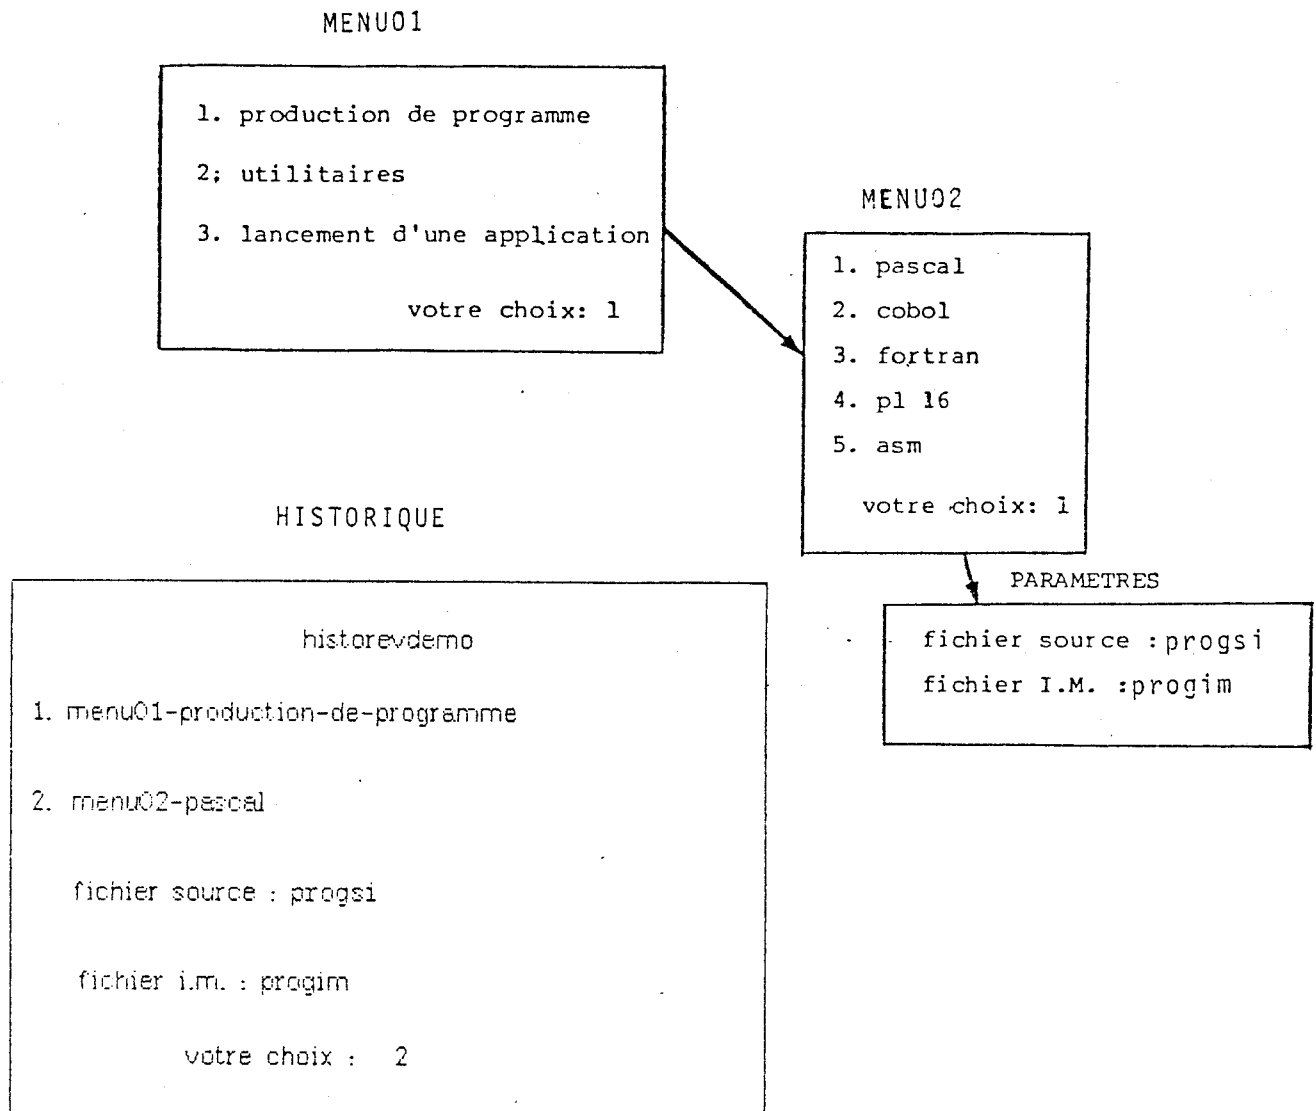 MENU01
1. production de programme
2; utilitaires
3. lancement d'une application
votre choix: 1
MENU02
1. pascal
2. cobol
3. fortran
4. pl 16
5. asm
votre choix: 1
PARAMETRES
fichier source :progsi
fichier I.M. :progim
HISTORIQUE
historevdemo
1. menu01-production-de-programme
2. menu02-pascal
fichier source : progsi
fichier i.m. : progim
votre choix : 2